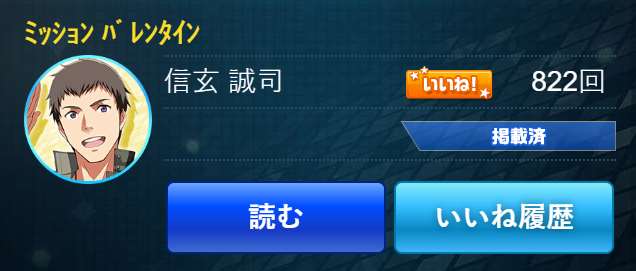 ﾐｯｼｮﾝ ﾊﾞﾚﾝﾀｲﾝ
信玄 誠司
いいね! 822回
掲載済
読む いいね履歴